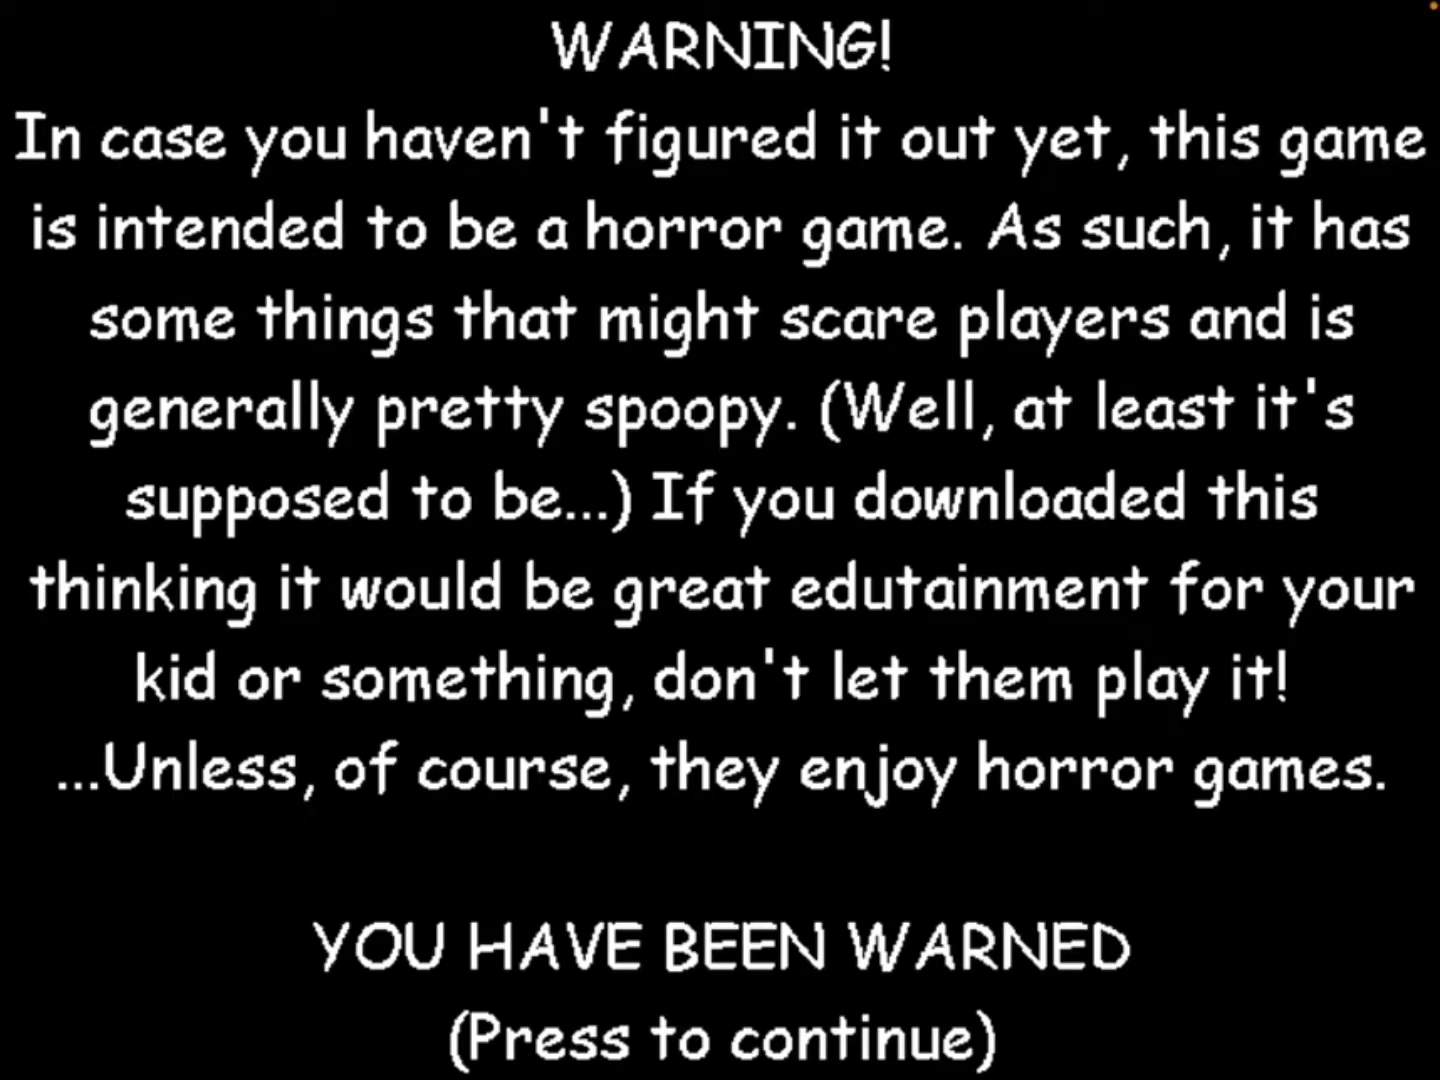 WARNING!
In case you haven't figured it out yet, this game
is intended to be a horror game. As such, it has
some things that might scare players and is
generally pretty spoopy. (Well, at least it's
supposed to be...) If you downloaded this
thinking it would be great edutainment for your
kid or something, don't let them play it!
...Unless, of course, they enjoy horror games.
YOU HAVE BEEN WARNED
(Press to continue)